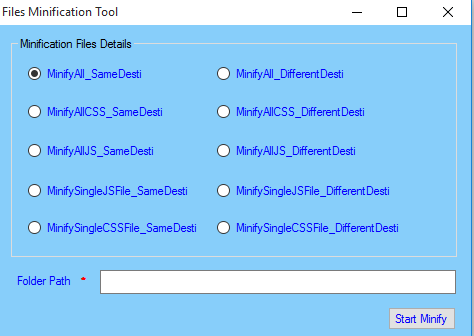 Files Minification Tool
Minification Files Details
MinifyAll_SameDesti MinifyAll_DifferentDesti
MinifyAllCSS_SameDesti MinifyAllCSS_DifferentDesti
MinifyAllJS_SameDesti MinifyAllJS_DifferentDesti
MinifySingleJSFile_SameDesti MinifySingleJSFile_DifferentDesti
MinifySingleCSSFile_SameDesti MinifySingleCSSFile_DifferentDesti
Folder Path *
Start Minify